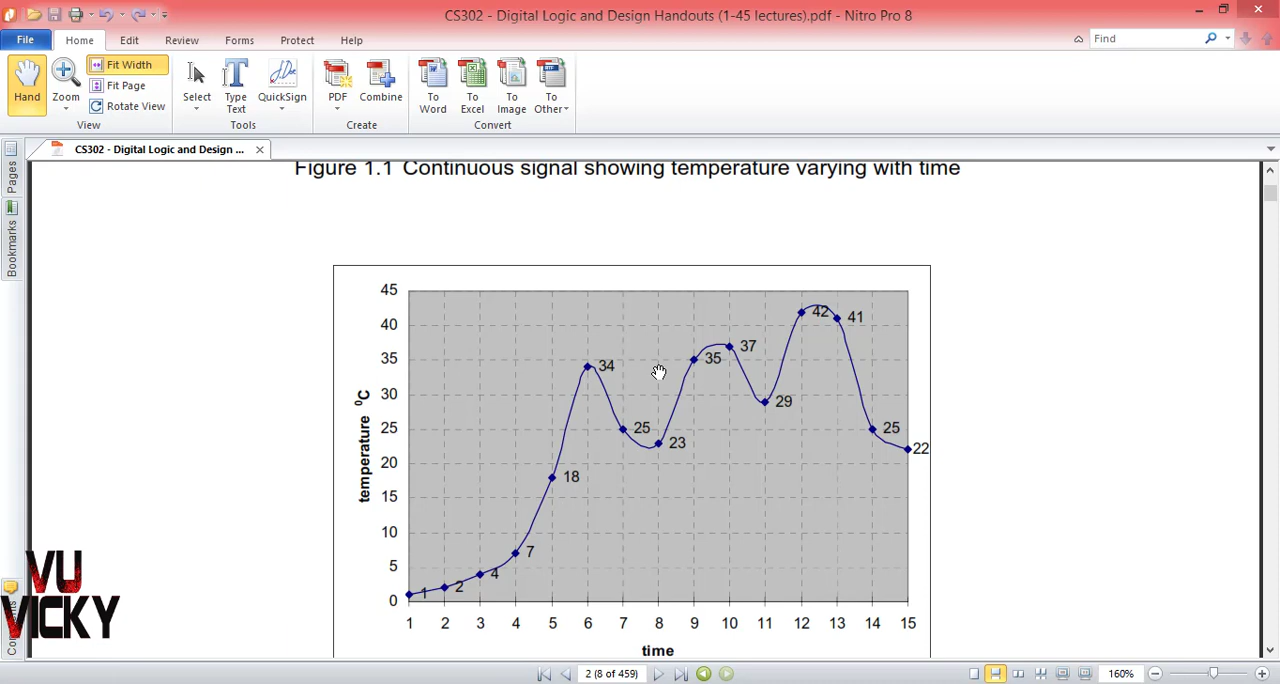 CS302 - Digital Logic and Design Handouts (1-45 lectures).pdf - Nitro Pro 8
File Home Edit Review Forms Protect Help Find
Hand
Zoom
Fit Width
Fit Page
Rotate View
View
Select
Type Text
QuickSign
Tools
PDF
Combine
Create
To Word
To Excel
To Image
To Other
Convert
CS302 - Digital Logic and Design ...
Pages
Bookmarks
Figure 1.1 Continuous signal showing temperature varying with time
45
40
35
30
25
20
15
10
5
0
temperature ⁰C
1 2 4 7 18 34 25 23 35 37 29 42 41 25 22
1 2 3 4 5 6 7 8 9 10 11 12 13 14 15
time
VU
VICKY
2 (8 of 459)
160%